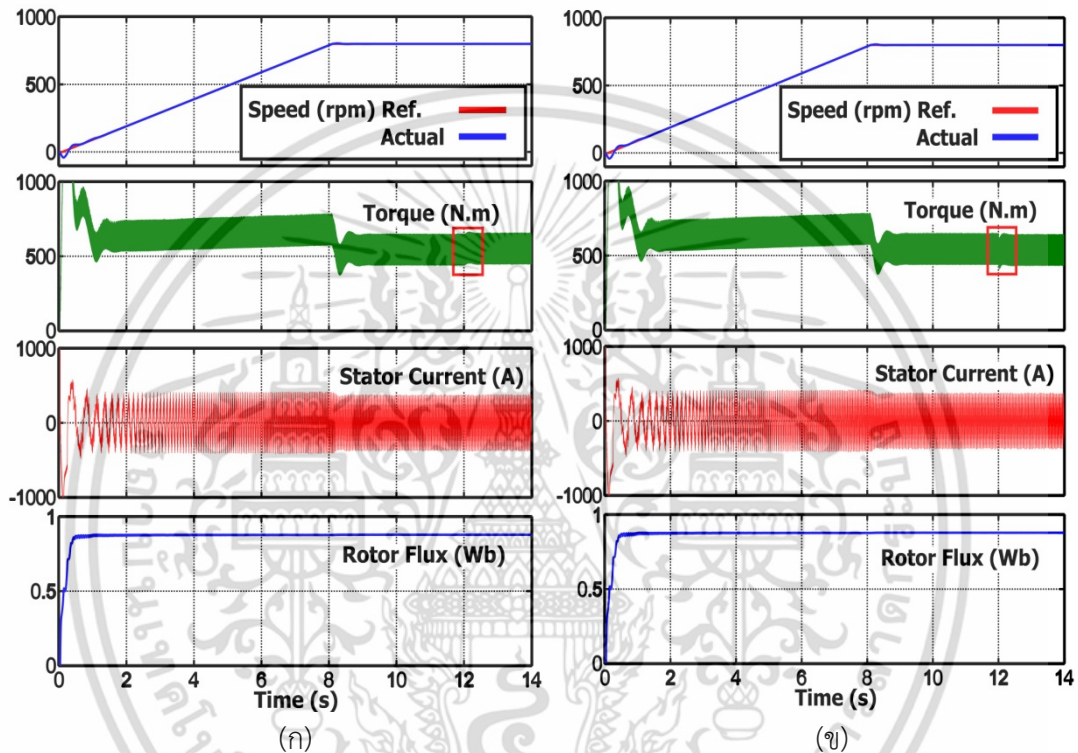 1000
500
0
Speed (rpm) Ref.
Actual
1000
500
0
Torque (N.m)
1000
0
-1000
Stator Current (A)
1
0.5
0
Rotor Flux (Wb)
0 2 4 6 8 10 12 14
Time (s)
(ก)
1000
500
0
Speed (rpm) Ref.
Actual
1000
500
0
Torque (N.m)
1000
0
-1000
Stator Current (A)
1
0.5
0
Rotor Flux (Wb)
0 2 4 6 8 10 12 14
Time (s)
(ข)